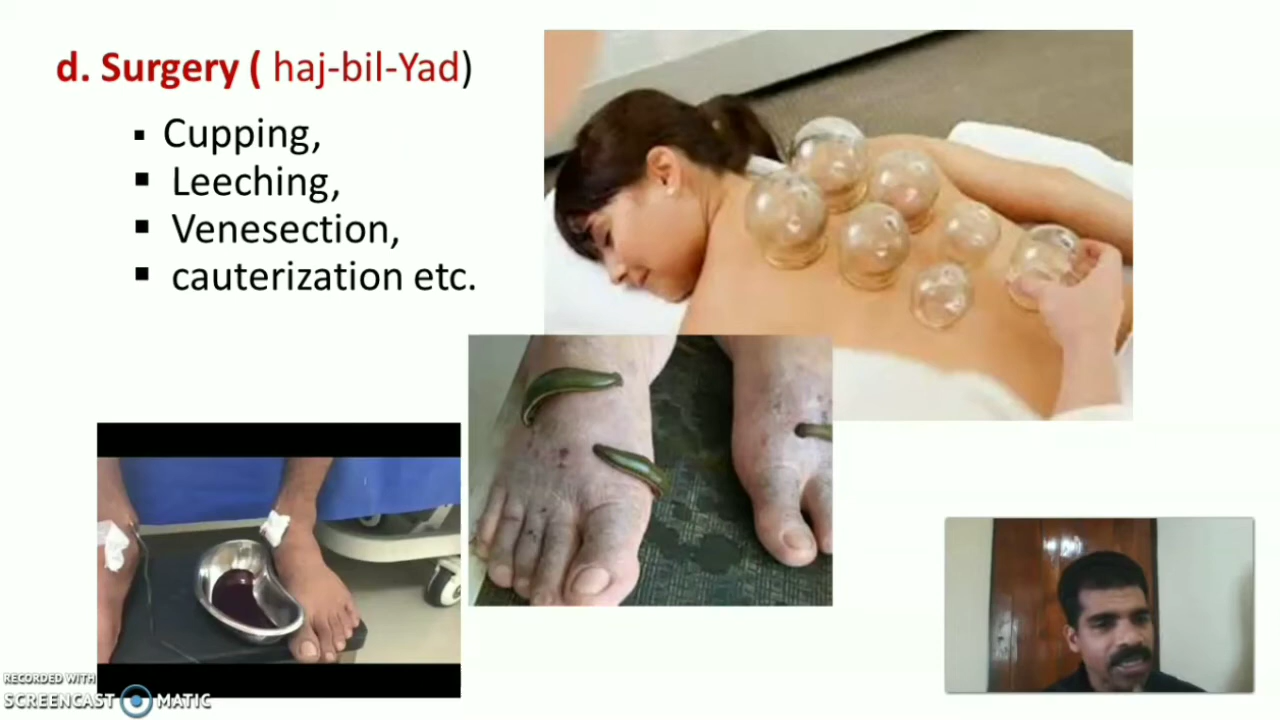 d. Surgery ( haj-bil-Yad)
▪ Cupping,
▪ Leeching,
▪ Venesection,
▪ cauterization etc.
RECORDED WITH
SCREENCAST MATIC